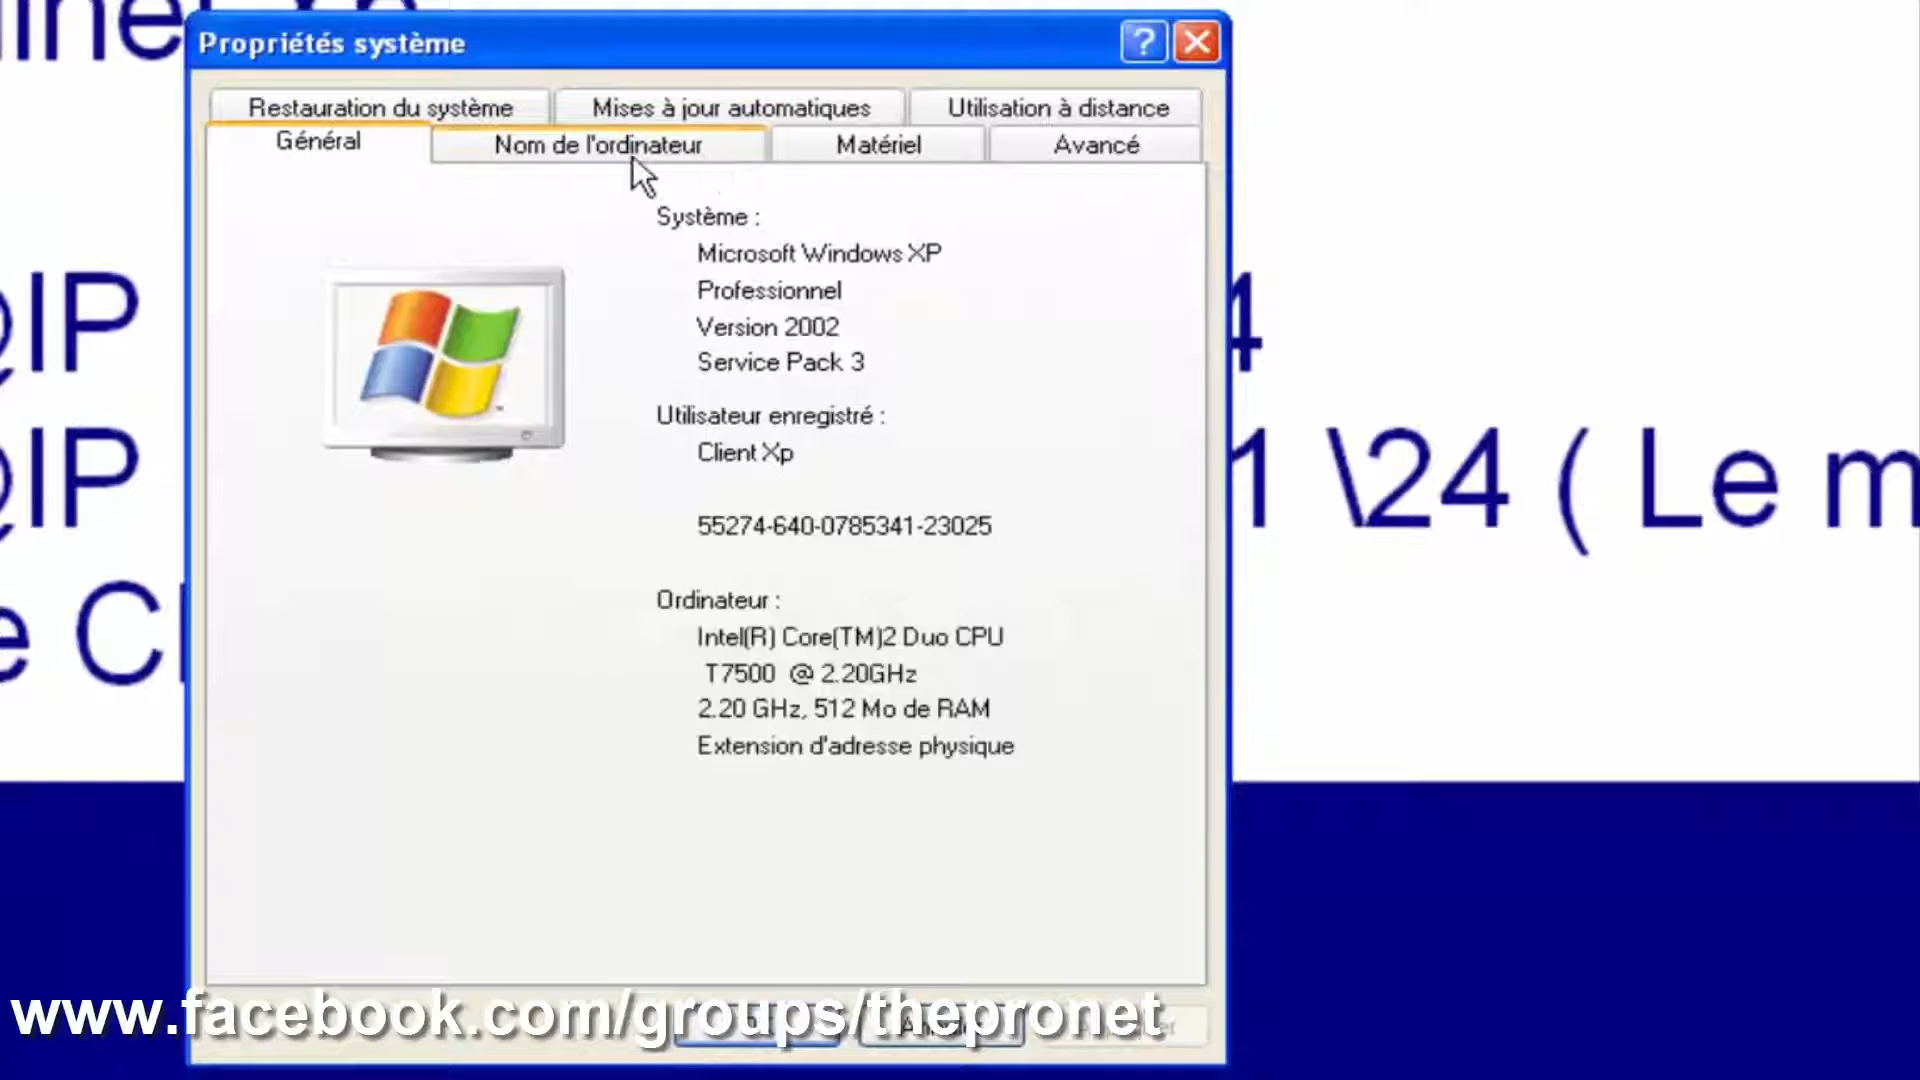 Propriétés système
Restauration du système
Mises à jour automatiques
Utilisation à distance
Général
Nom de l'ordinateur
Matériel
Avancé
Système :
Microsoft Windows XP
Professionnel
Version 2002
Service Pack 3
Utilisateur enregistré :
Client Xp
55274-640-0785341-23025
Ordinateur :
Intel(R) Core(TM)2 Duo CPU
T7500 @ 2.20GHz
2.20 GHz, 512 Mo de RAM
Extension d'adresse physique
@IP
4
@IP
1 \24 ( Le m
www.facebook.com/groups/thepronet